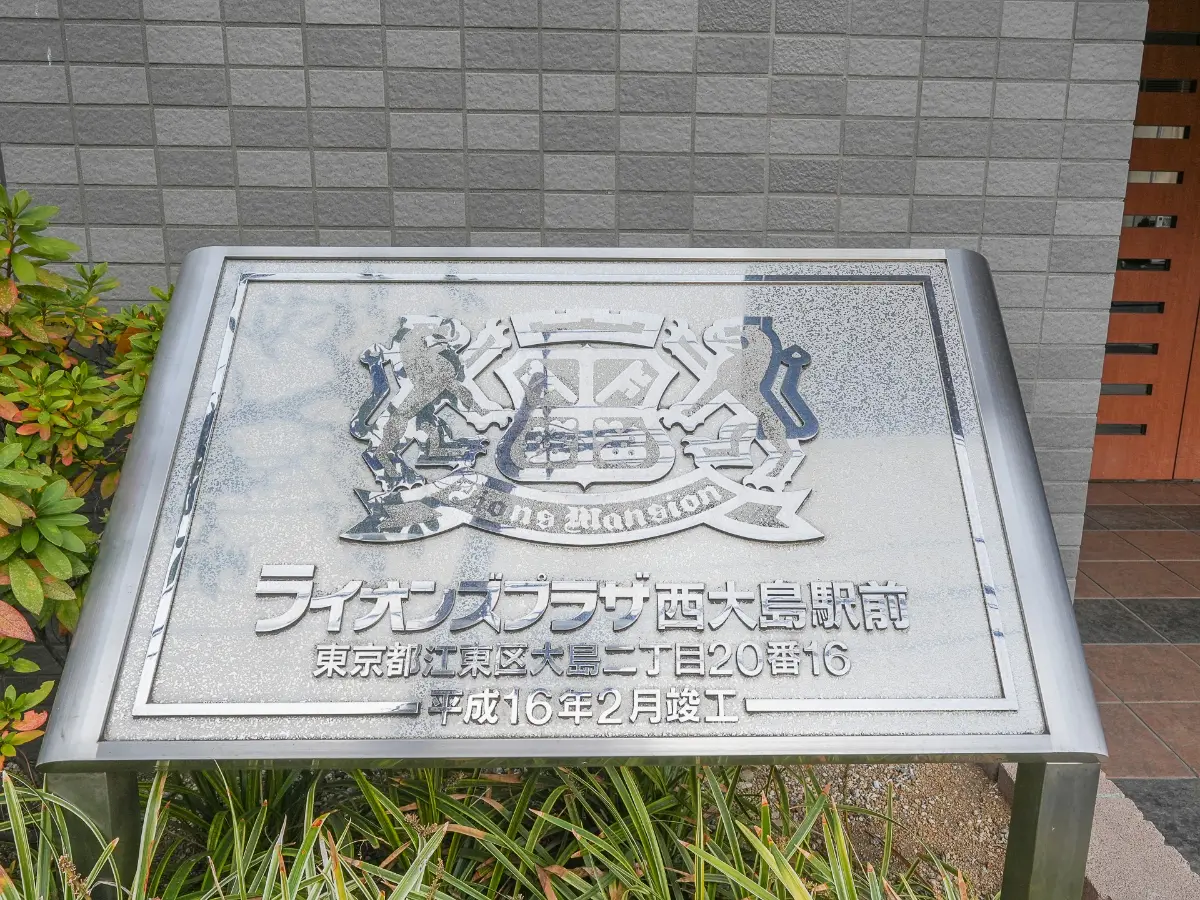 Lions Mansion
ライオンズプラザ西大島駅前
東京都江東区大島二丁目20番16
平成16年2月竣工